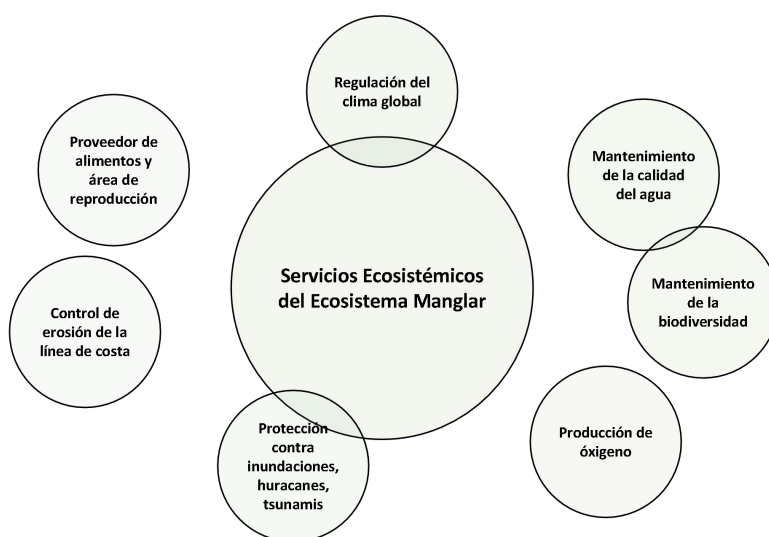 Regulación del
clima global
Proveedor de
alimentos y
área de
reproducción
Mantenimiento
de la calidad
del agua
Servicios Ecosistémicos
del Ecosistema Manglar
Mantenimiento
de la
biodiversidad
Control de
erosión de la
línea de costa
Protección
contra
inundaciones,
huracanes,
tsunamis
Producción de
óxigeno